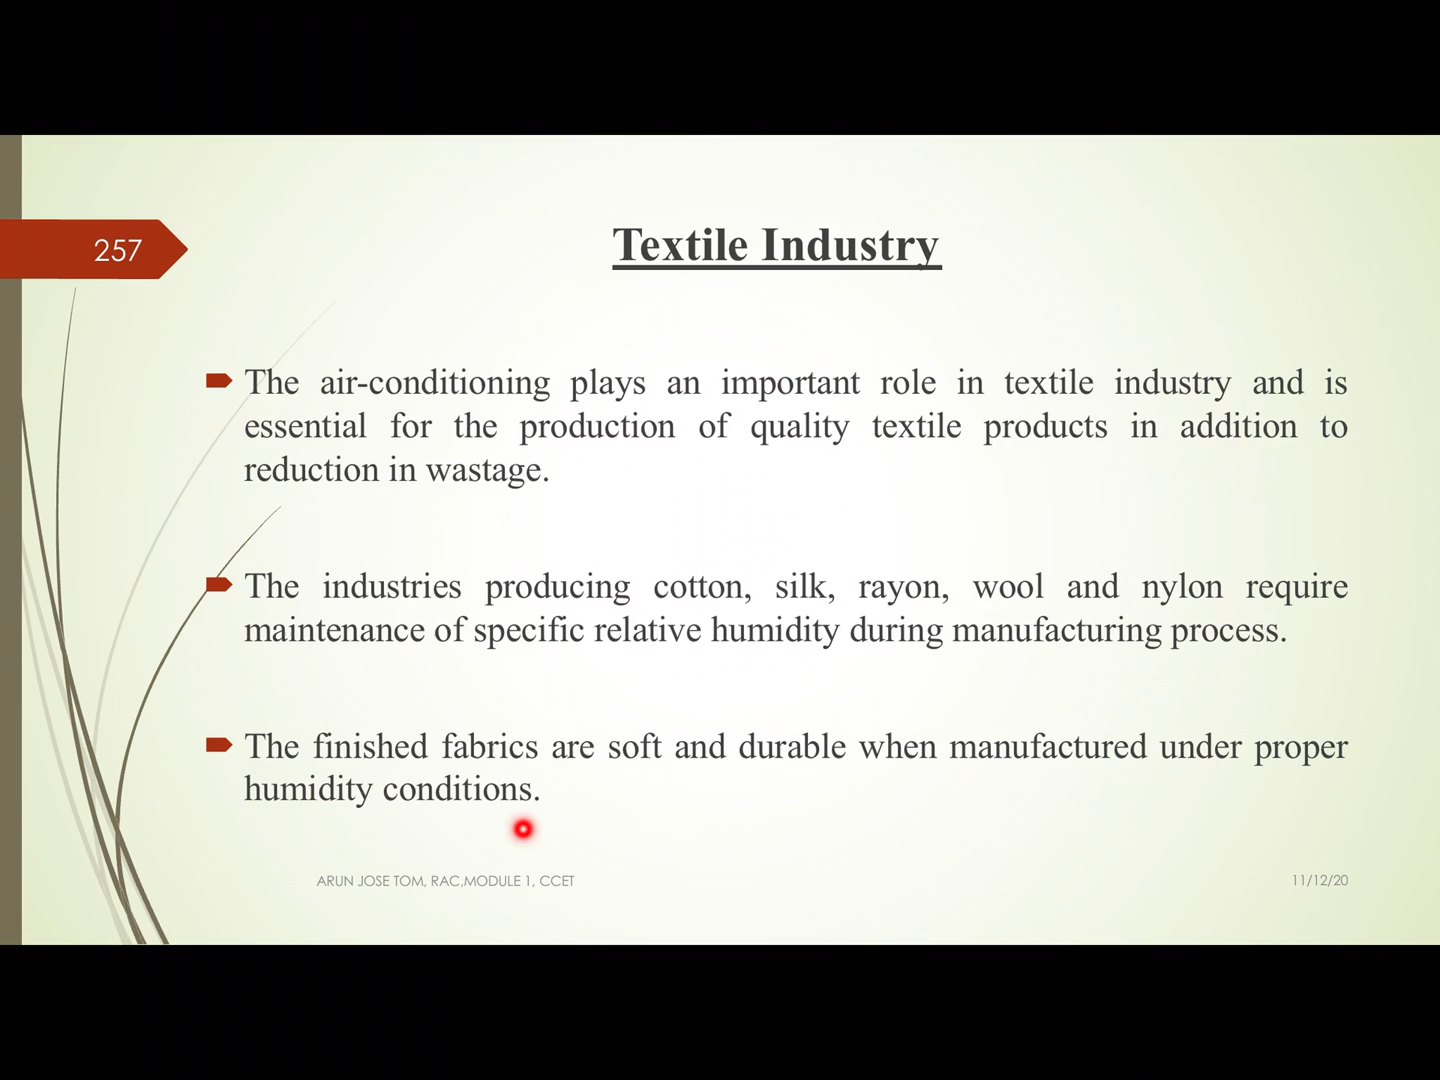 257
Textile Industry
The air-conditioning plays an important role in textile industry and is
essential for the production of quality textile products in addition to
reduction in wastage.
The industries producing cotton, silk, rayon, wool and nylon require
maintenance of specific relative humidity during manufacturing process.
The finished fabrics are soft and durable when manufactured under proper
humidity conditions.
ARUN JOSE TOM, RAC,MODULE 1, CCET
11/12/20